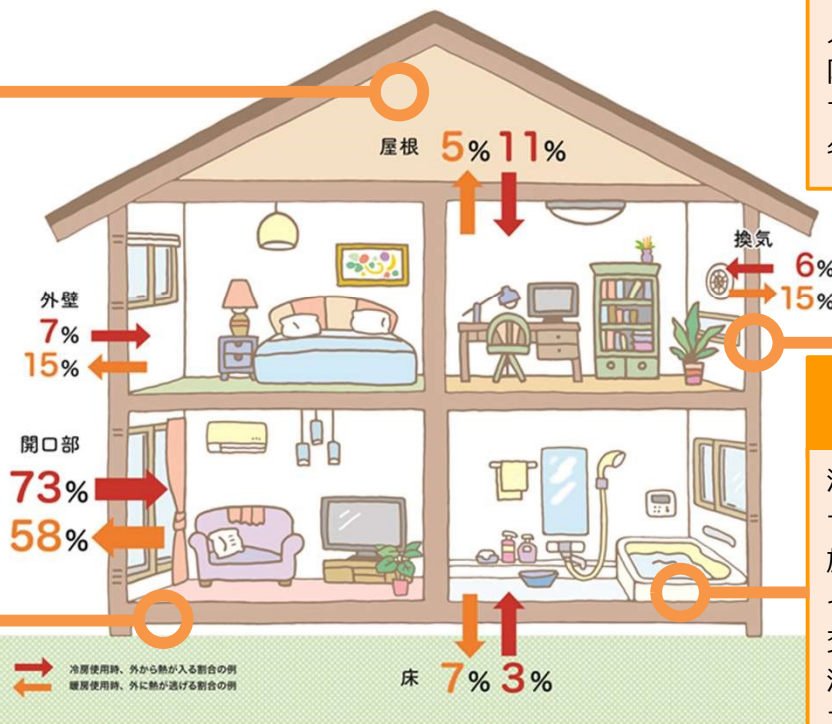 屋根 5% 11%
換気
6%
15%
外壁
7%
15%
開口部
73%
58%
床 7% 3%
冷房使用時、外から熱が入る割合の例
暖房使用時、外に熱が逃げる割合の例